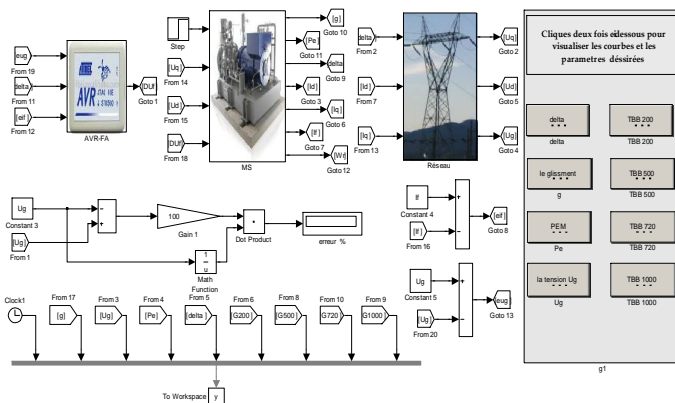 eug
From 19
delta
From 11
[eif]
From 12
AVR
AVR-FA
[DUf]
Goto 1
Step
[Uq]
From 14
[Ud]
From 15
[DUf]
From 18
MS
[g]
Goto 10
[Pe]
Goto 11
delta
Goto 9
[Id]
Goto 3
[Iq]
Goto 6
[If]
Goto 7
[Wr]
Goto 12
delta
From 2
[Id]
From 7
[Iq]
From 13
Réseau
[Uq]
Goto 2
[Ud]
Goto 5
[Ug]
Goto 4
Cliques deux fois cidessous pour
visualiser les courbes et les
parametres déssirées
delta
delta
TBB 200
TBB 200
le glissment
g
TBB 500
TBB 500
PEM
Pe
TBB 720
TBB 720
la tension Ug
Ug
TBB 1000
TBB 1000
g1
Ug
Constant 3
[Ug]
From 1
100
Gain 1
1
u
Math
Function
Dot Product
erreur %
If
Constant 4
[If]
From 16
[eif]
Goto 8
Ug
Constant 5
[Ug]
From 20
eug
Goto 13
Clock1
From 17
[g]
From 3
[Ug]
From 4
[Pe]
From 5
[delta]
From 6
[G200]
From 8
[G500]
From 10
[G720]
From 9
[G1000]
To Workspace
y